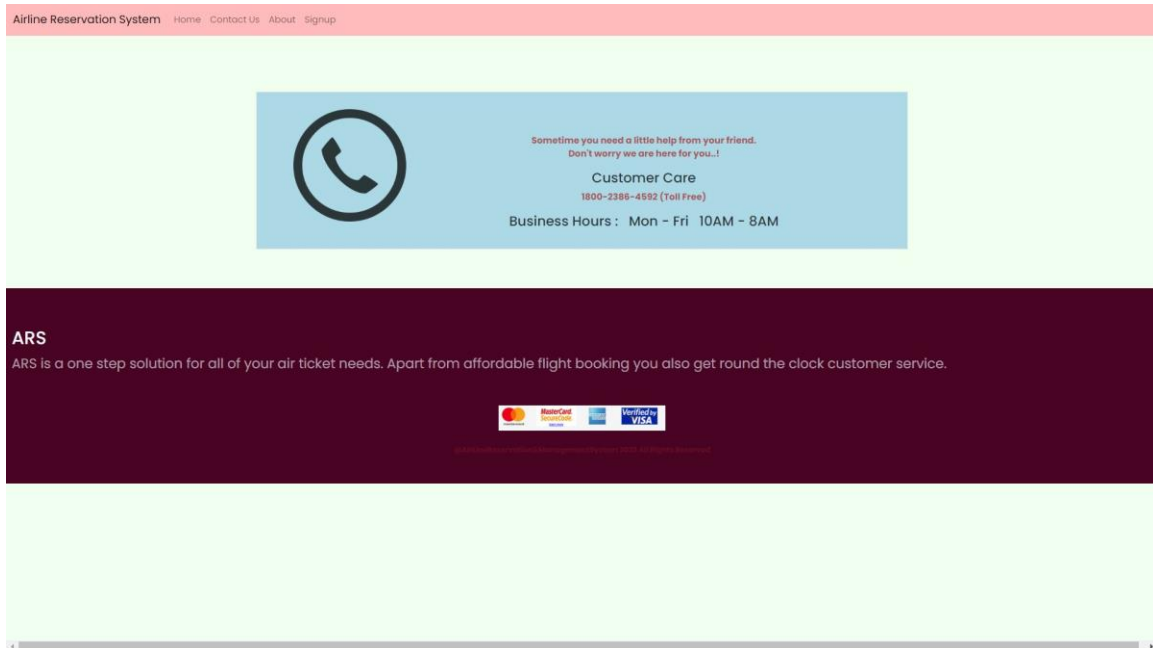 Airline Reservation System Home Contact Us About Signup
Sometime you need a little help from your friend.
Don't worry we are here for you..!
Customer Care
1800-2386-4592 (Toll Free)
Business Hours : Mon - Fri 10AM - 8AM
ARS
ARS is a one step solution for all of your air ticket needs. Apart from affordable flight booking you also get round the clock customer service.
MasterCard Verified by
SecureCode VISA
All Rights Reserved